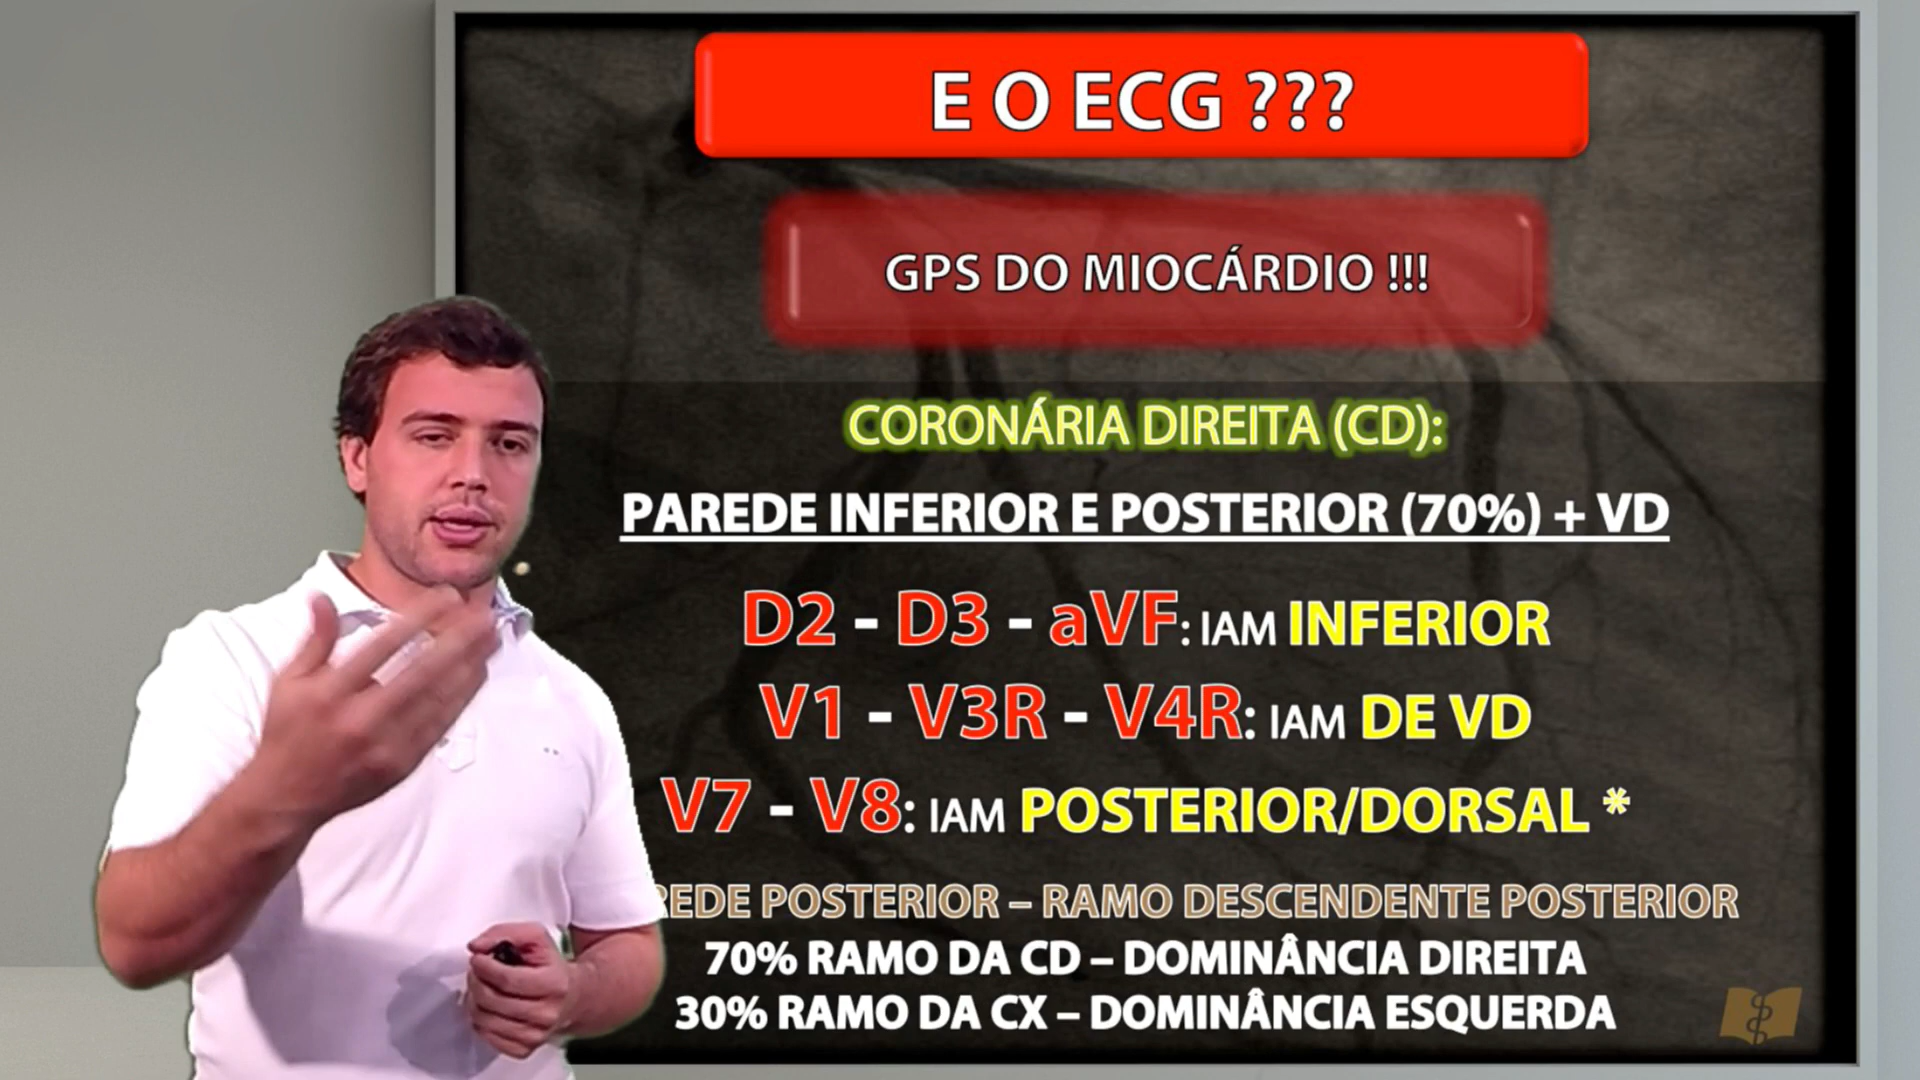 E O ECG ???
GPS DO MIOCÁRDIO !!!
CORONÁRIA DIREITA (CD):
PAREDE INFERIOR E POSTERIOR (70%) + VD
D2 - D3 - aVF: IAM INFERIOR
V1 - V3R - V4R: IAM DE VD
V7 - V8: IAM POSTERIOR/DORSAL *
POSTERIOR – RAMO DESCENDENTE POSTERIOR
70% RAMO DA CD – DOMINÂNCIA DIREITA
30% RAMO DA CX – DOMINÂNCIA ESQUERDA